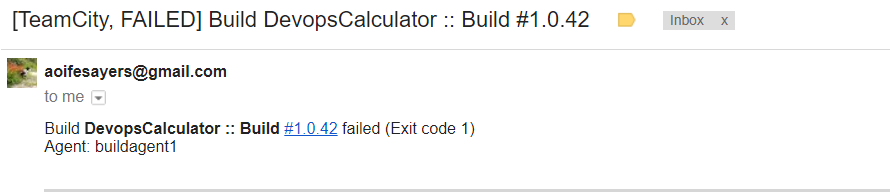 [TeamCity, FAILED] Build DevopsCalculator :: Build #1.0.42 Inbox x
aoifesayers@gmail.com
to me
Build DevopsCalculator :: Build #1.0.42 failed (Exit code 1)
Agent: buildagent1